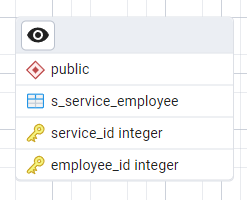 public
s_service_employee
service_id integer
employee_id integer